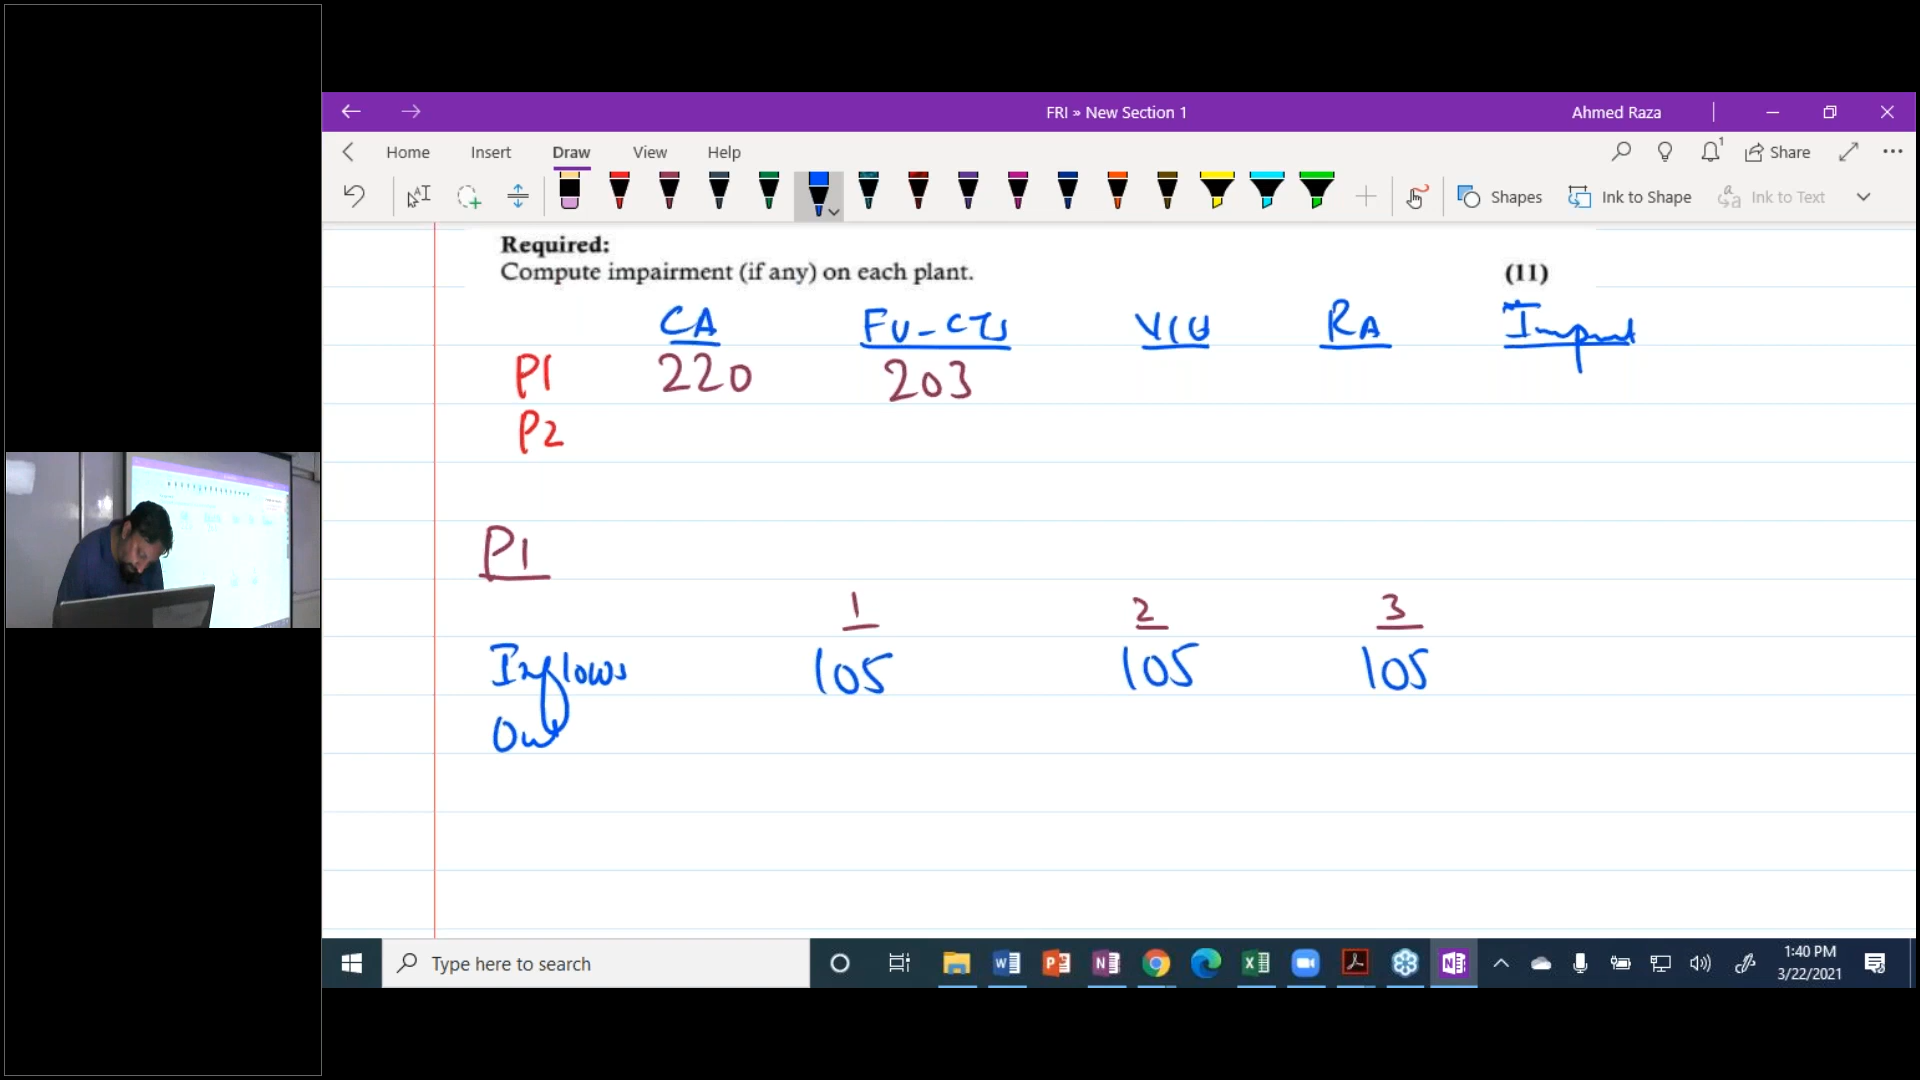 FRI » New Section 1
Ahmed Raza
Home Insert Draw View Help
Share
Shapes Ink to Shape Ink to Text
Required:
Compute impairment (if any) on each plant. (11)
CA FV-CTS VIU RA
P1 220 203
P2
P1
1 2 3
Inflows 105 105 105
Out
Type here to search
1:40 PM
3/22/2021